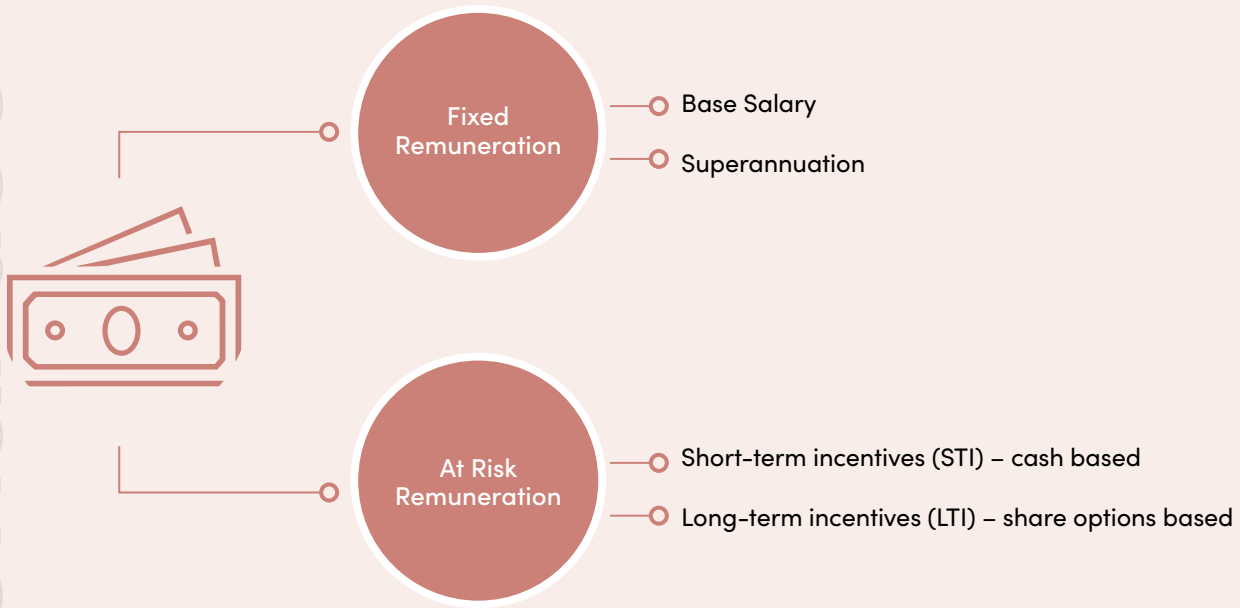 Fixed
Remuneration
Base Salary
Superannuation
At Risk
Remuneration
Short-term incentives (STI) – cash based
Long-term incentives (LTI) – share options based